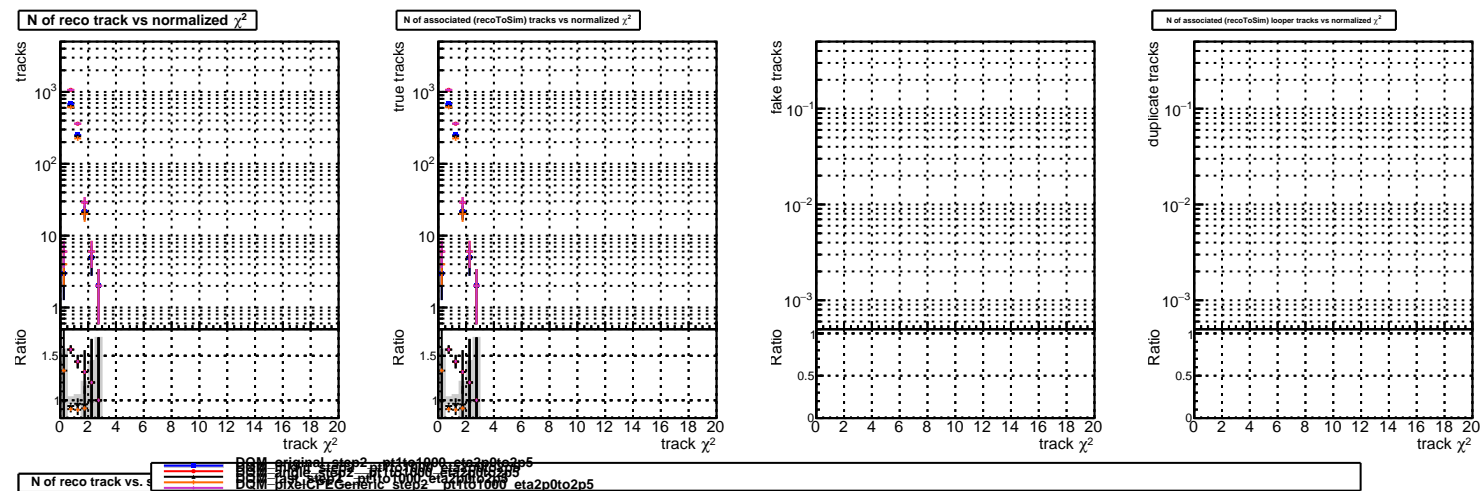 N of reco track vs normalized χ²
N of associated (recoToSim) tracks vs normalized χ²
N of associated (recoToSim) looper tracks vs normalized χ²
tracks
10³
10²
10
1
Ratio
1.5
1
0 2 4 6 8 10 12 14 16 18 20
track χ²
true tracks
10³
10²
10
1
Ratio
1.5
1
0 2 4 6 8 10 12 14 16 18 20
track χ²
fake tracks
10⁻¹
10⁻²
10⁻³
Ratio
1
0.5
0
0 2 4 6 8 10 12 14 16 18 20
track χ²
duplicate tracks
10⁻¹
10⁻²
10⁻³
Ratio
1
0.5
0
0 2 4 6 8 10 12 14 16 18 20
track χ²
DQM_original_step2__pt1to1000_eta2p0to2p5
DQM_angle_step2__pt1to1000_eta2p0to2p5
DQM_pixelCPEGeneric_step2__pt1to1000_eta2p0to2p5
N of reco track vs.